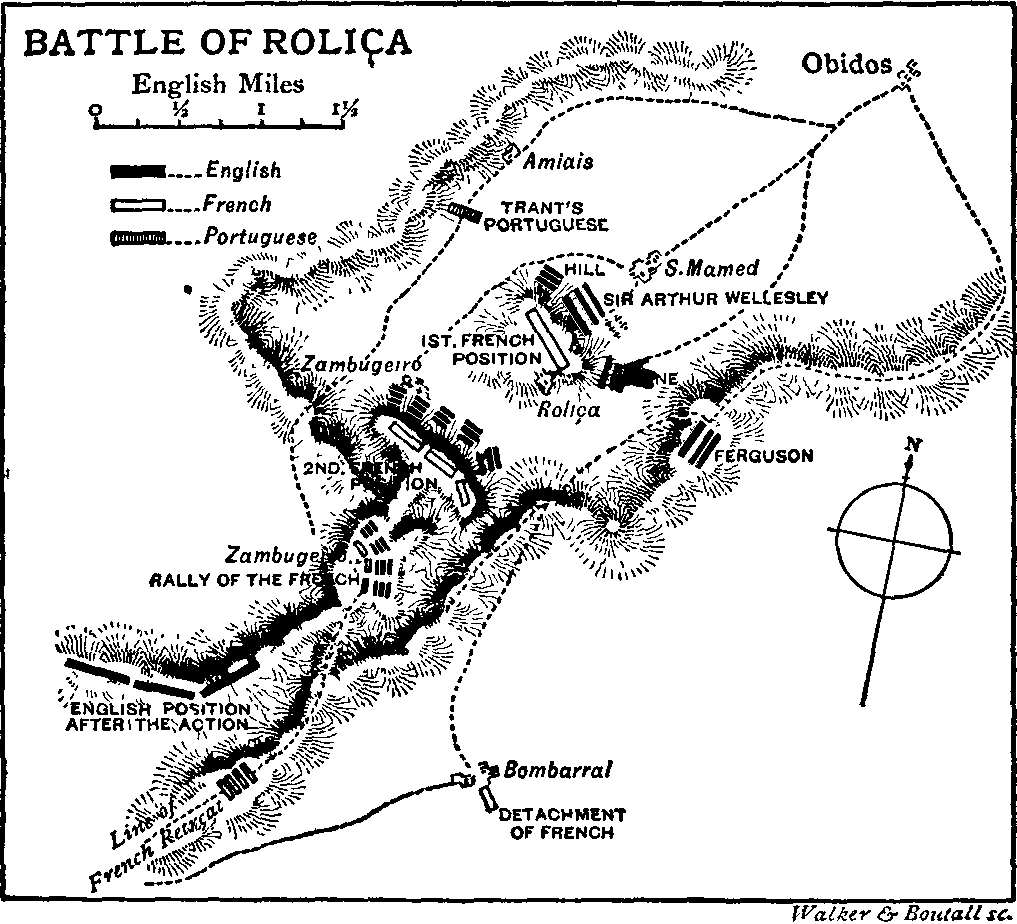 BATTLE OF ROLIÇA
English Miles
0 ½ 1 1½
English
French
Portuguese
Obidos
Amiais
TRANT'S
PORTUGUESE
HILL
S. Mamed
SIR ARTHUR WELLESLEY
1ST. FRENCH
POSITION
Zambugeiro
NE
Roliça
2ND. FRENCH
POSITION
FERGUSON
N
Zambugeiro
RALLY OF THE FRENCH
ENGLISH POSITION
AFTER THE ACTION
Bombarral
DETACHMENT
OF FRENCH
Line of
French Retreat
Walker & Boutall sc.